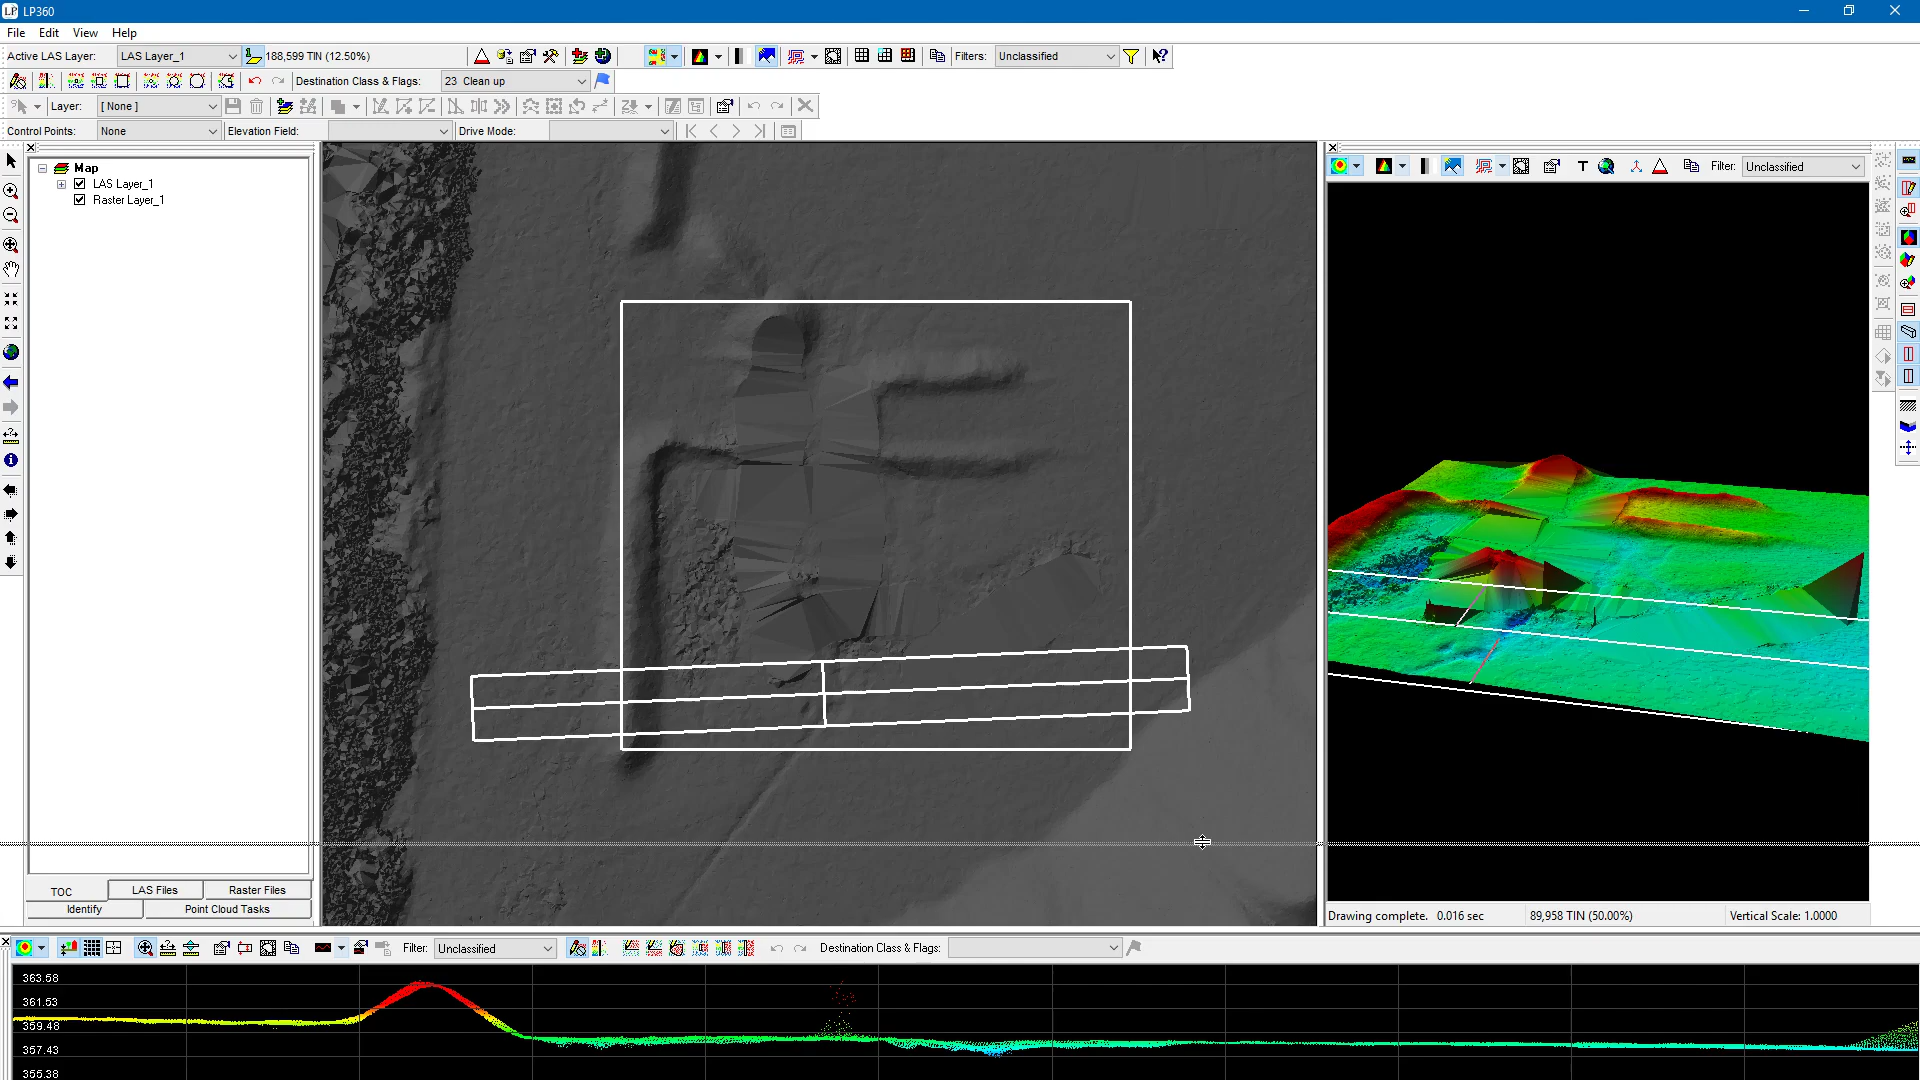 LP LP360
File Edit View Help
Active LAS Layer: LAS Layer_1 188,599 TIN (12.50%) Filters: Unclassified
Destination Class & Flags: 23 Clean up
Layer: [ None ]
Control Points: None Elevation Field: Drive Mode:
Map
LAS Layer_1
Raster Layer_1
T Filter: Unclassified
TOC LAS Files Raster Files
Identify Point Cloud Tasks
Drawing complete. 0.016 sec 89,958 TIN (50.00%) Vertical Scale: 1.0000
Filter: Unclassified Destination Class & Flags:
363.58
361.53
359.48
357.43
355.38